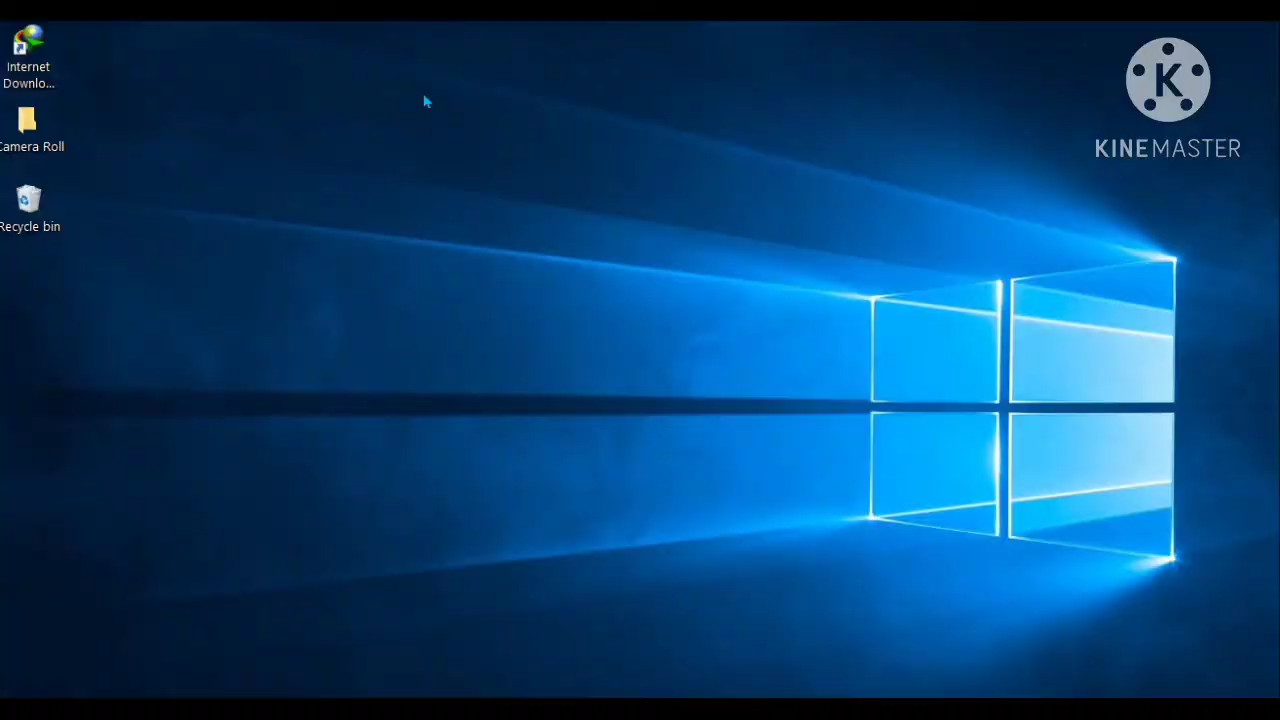 Internet
Downlo...
Camera Roll
Recycle bin
KINEMASTER